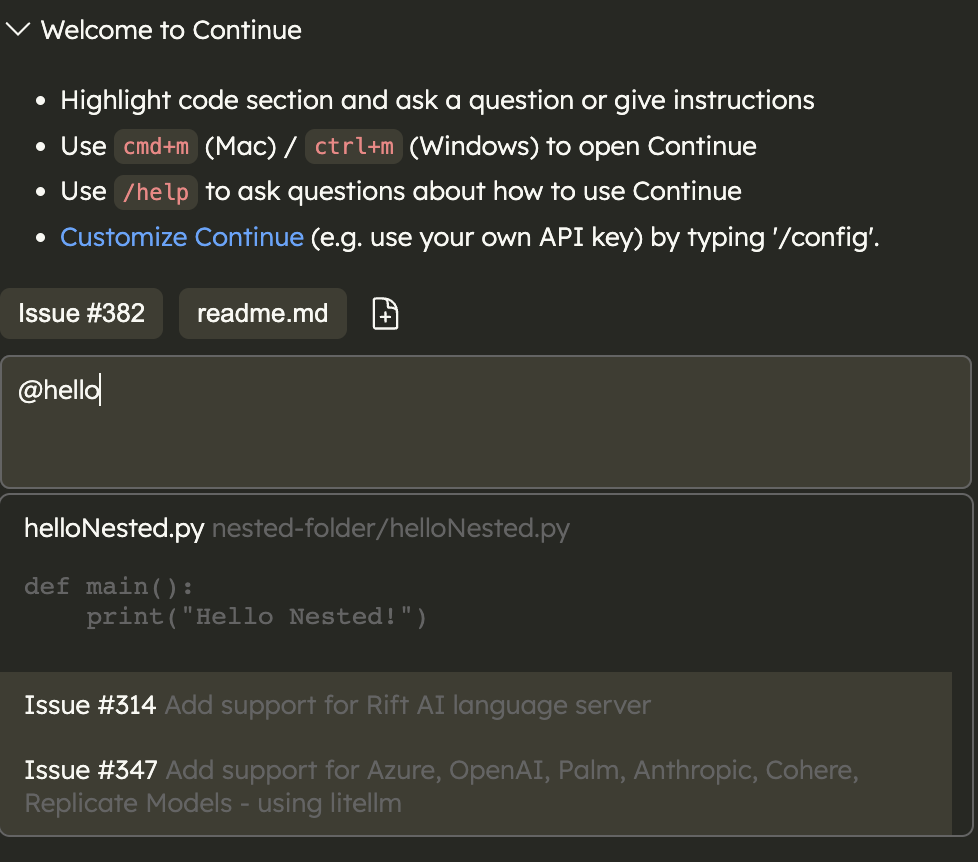 Welcome to Continue
• Highlight code section and ask a question or give instructions
• Use cmd+m (Mac) / ctrl+m (Windows) to open Continue
• Use /help to ask questions about how to use Continue
• Customize Continue (e.g. use your own API key) by typing '/config'.
Issue #382 readme.md
@hello
helloNested.py nested-folder/helloNested.py
def main():
    print("Hello Nested!")
Issue #314 Add support for Rift AI language server
Issue #347 Add support for Azure, OpenAI, Palm, Anthropic, Cohere,
Replicate Models - using litellm